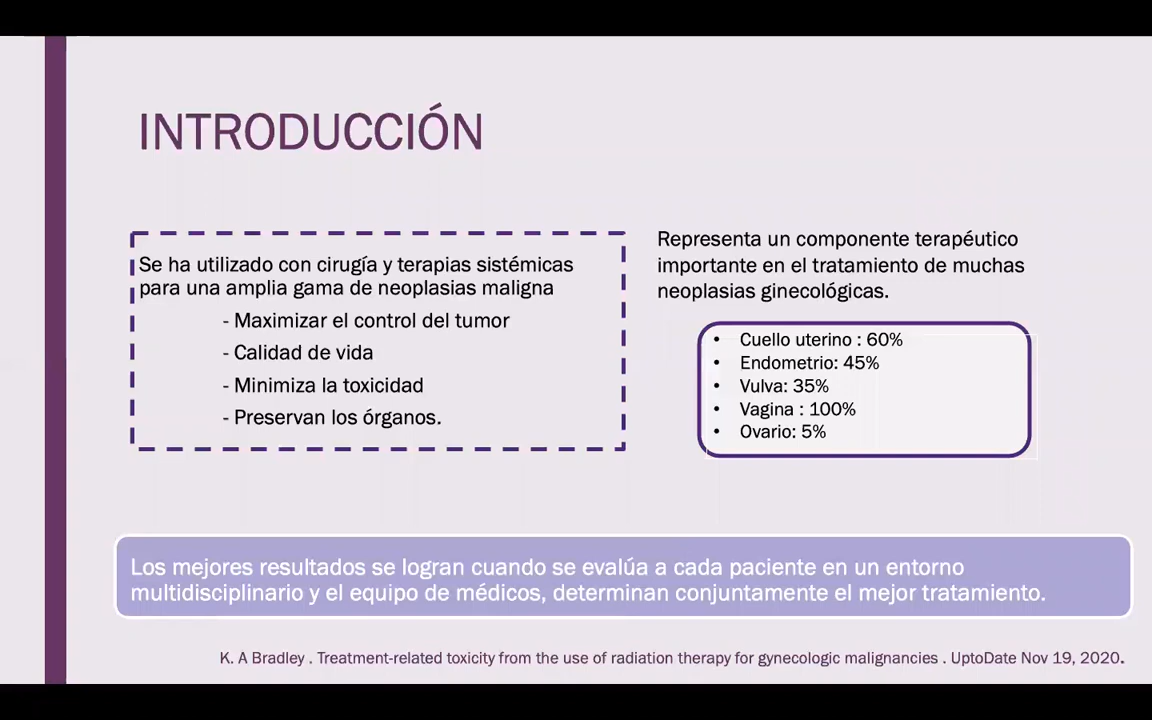 INTRODUCCIÓN
Se ha utilizado con cirugía y terapias sistémicas
para una amplia gama de neoplasias maligna
- Maximizar el control del tumor
- Calidad de vida
- Minimiza la toxicidad
- Preservan los órganos.
Representa un componente terapéutico
importante en el tratamiento de muchas
neoplasias ginecológicas.
• Cuello uterino : 60%
• Endometrio: 45%
• Vulva: 35%
• Vagina : 100%
• Ovario: 5%
Los mejores resultados se logran cuando se evalúa a cada paciente en un entorno
multidisciplinario y el equipo de médicos, determinan conjuntamente el mejor tratamiento.
K. A Bradley . Treatment-related toxicity from the use of radiation therapy for gynecologic malignancies . UptoDate Nov 19, 2020.